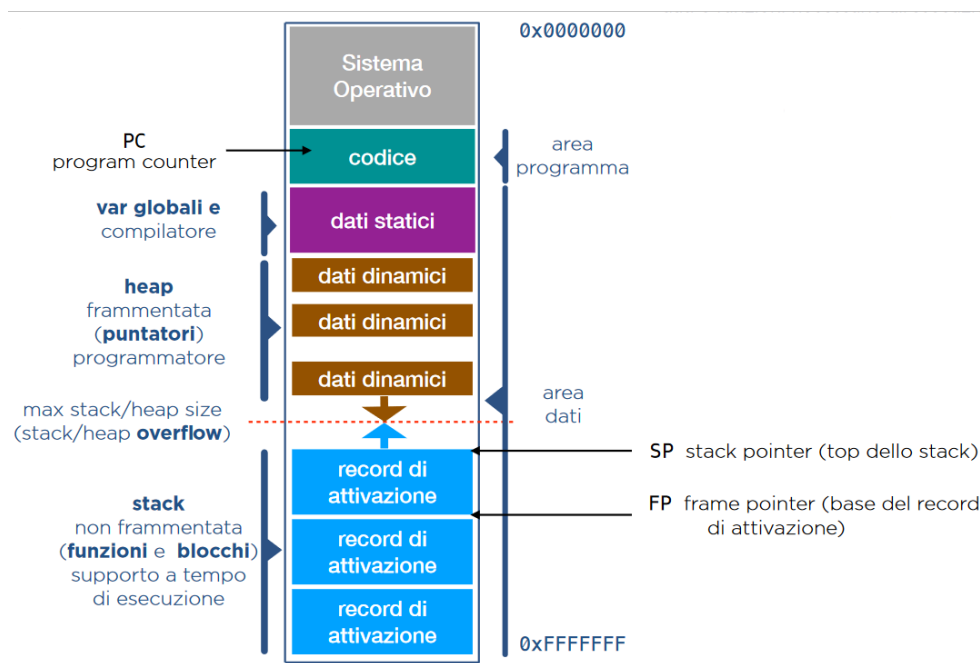 0x0000000
Sistema
Operativo
PC
program counter
codice
area
programma
var globali e
compilatore
dati statici
heap
frammentata
(puntatori)
programmatore
dati dinamici
dati dinamici
dati dinamici
max stack/heap size
(stack/heap overflow)
area
dati
SP stack pointer (top dello stack)
record di
attivazione
FP frame pointer (base del record
di attivazione)
stack
non frammentata
(funzioni e blocchi)
supporto a tempo
di esecuzione
record di
attivazione
record di
attivazione
0xFFFFFFF